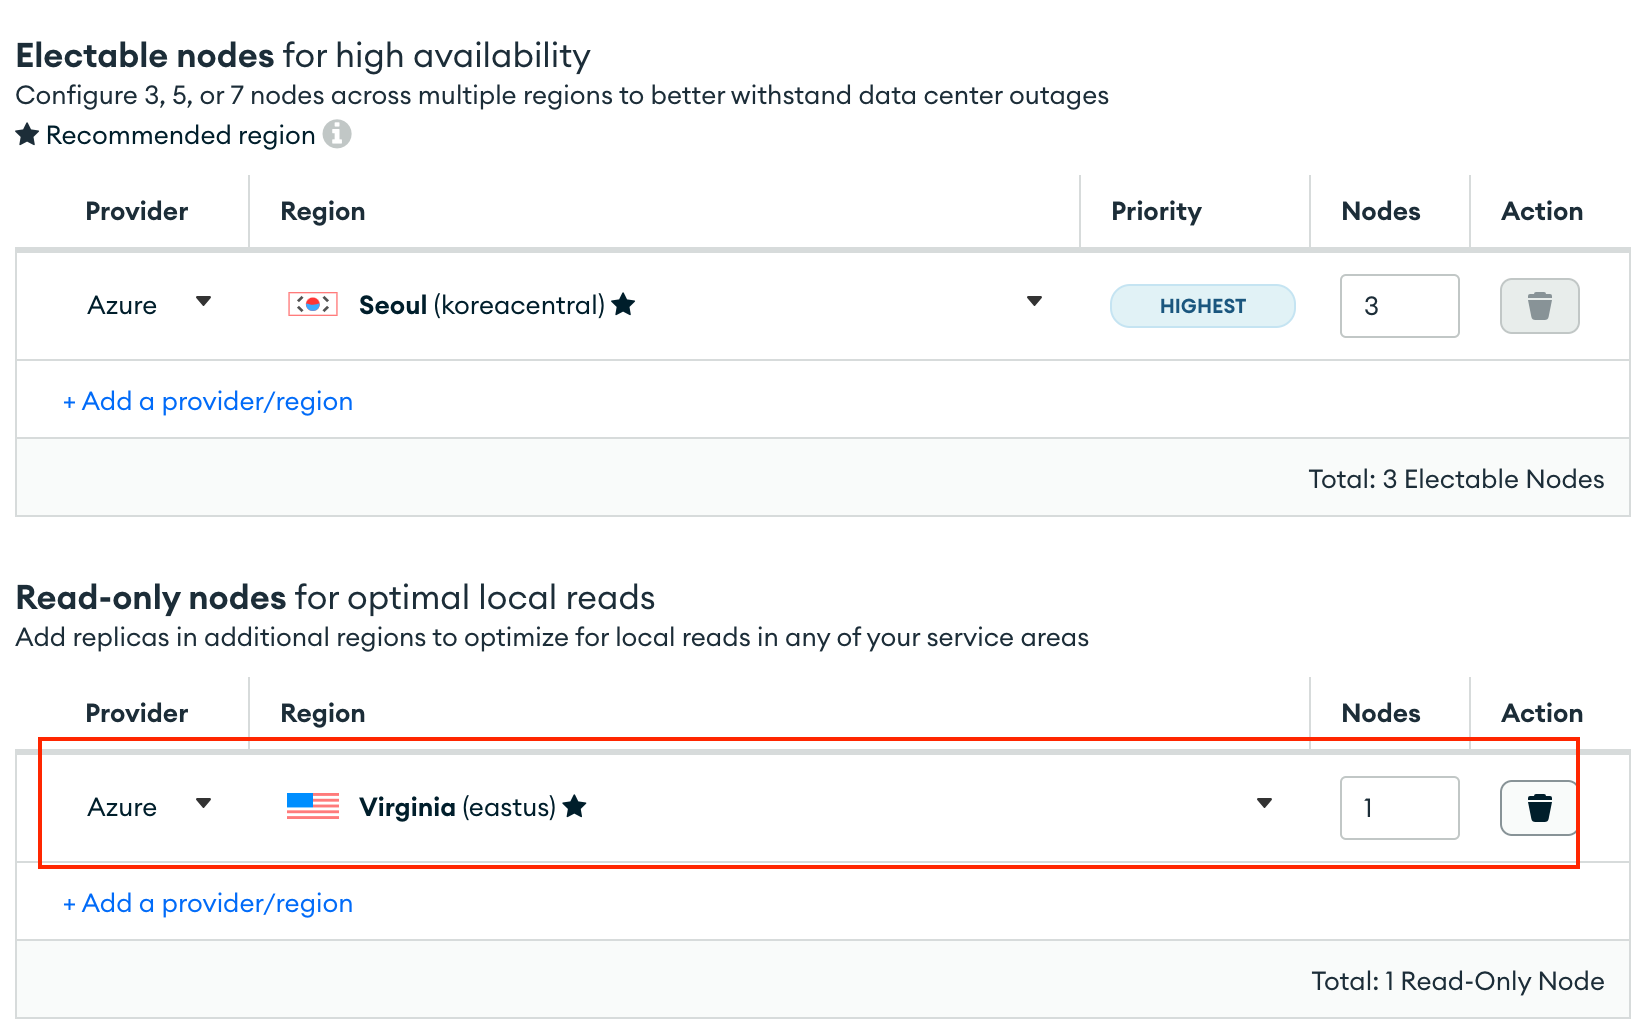 Electable nodes for high availability
Configure 3, 5, or 7 nodes across multiple regions to better withstand data center outages
★ Recommended region
Provider Region Priority Nodes Action
Azure Seoul (koreacentral) ★ HIGHEST 3
+ Add a provider/region
Total: 3 Electable Nodes
Read-only nodes for optimal local reads
Add replicas in additional regions to optimize for local reads in any of your service areas
Provider Region Nodes Action
Azure Virginia (eastus) ★ 1
+ Add a provider/region
Total: 1 Read-Only Node